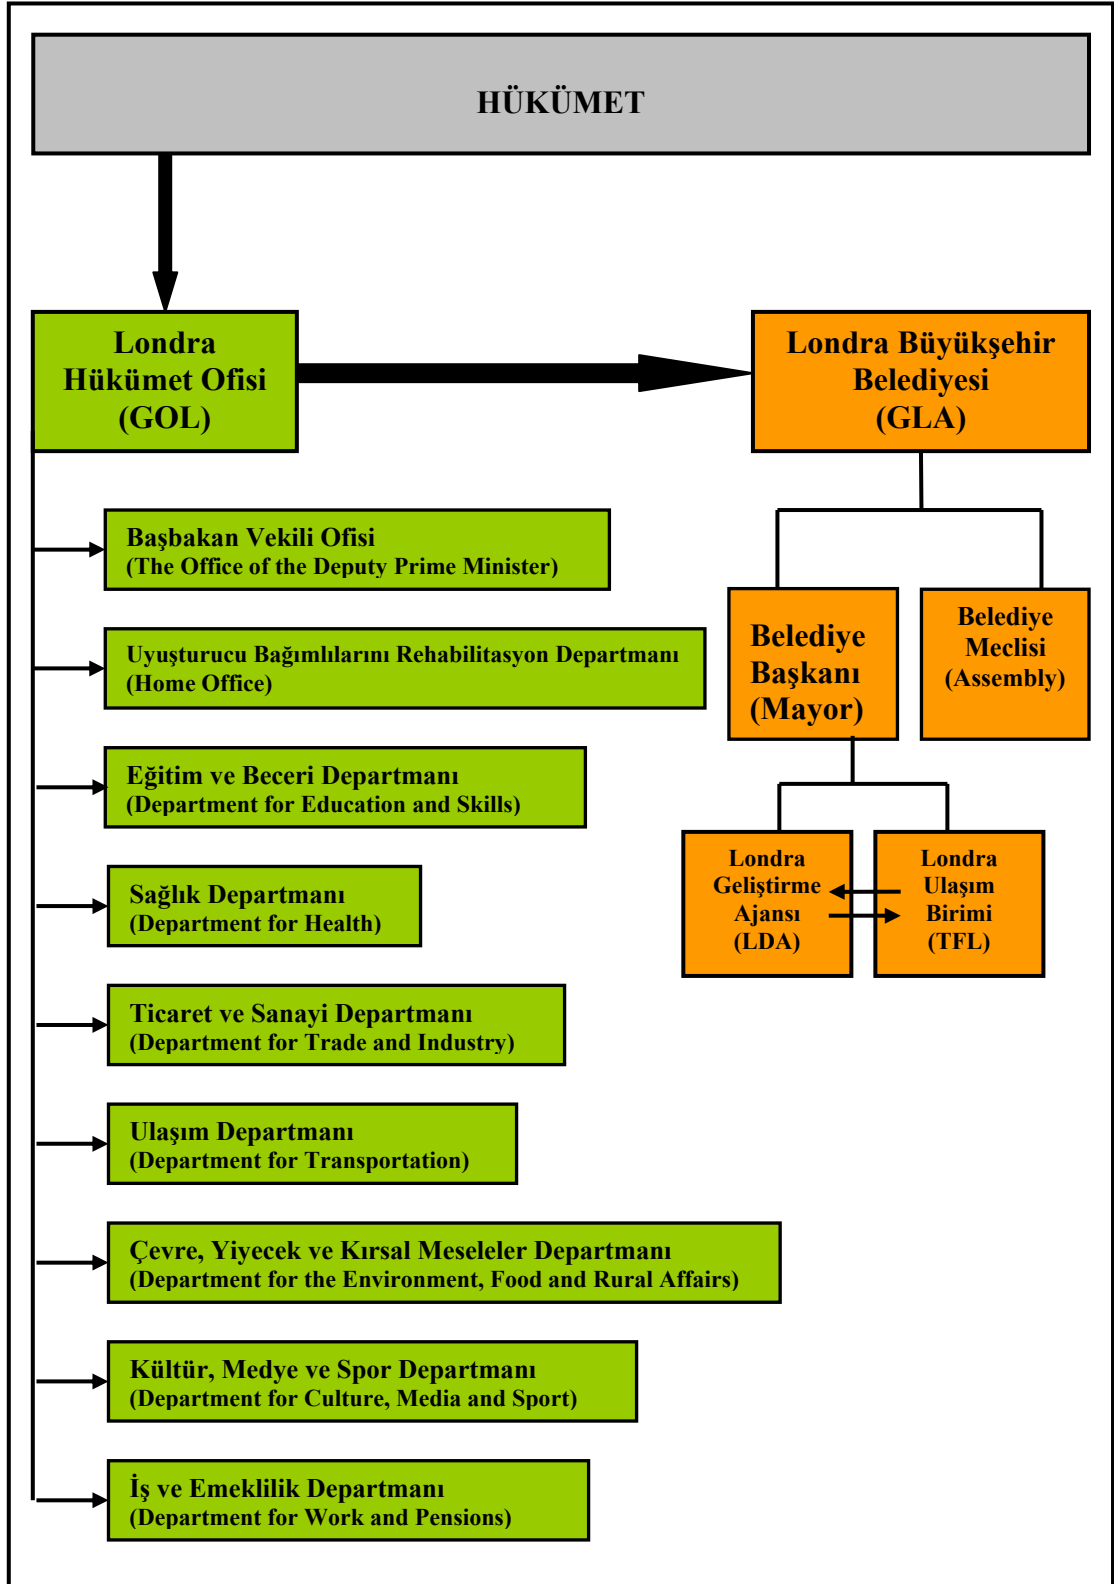 HÜKÜMET
Londra
Hükümet Ofisi
(GOL)
Londra Büyükşehir
Belediyesi
(GLA)
Başbakan Vekili Ofisi
(The Office of the Deputy Prime Minister)
Uyuşturucu Bağımlılarını Rehabilitasyon Departmanı
(Home Office)
Eğitim ve Beceri Departmanı
(Department for Education and Skills)
Sağlık Departmanı
(Department for Health)
Ticaret ve Sanayi Departmanı
(Department for Trade and Industry)
Ulaşım Departmanı
(Department for Transportation)
Çevre, Yiyecek ve Kırsal Meseleler Departmanı
(Department for the Environment, Food and Rural Affairs)
Kültür, Medye ve Spor Departmanı
(Department for Culture, Media and Sport)
İş ve Emeklilik Departmanı
(Department for Work and Pensions)
Belediye
Başkanı
(Mayor)
Belediye
Meclisi
(Assembly)
Londra
Geliştirme
Ajansı
(LDA)
Londra
Ulaşım
Birimi
(TFL)